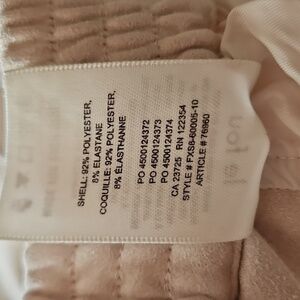 SHELL: 92% POLYESTER,
8% ELASTANE
COQUILLE: 92% POLYESTER,
8% ÉLASTHANNE
PO 4500124372
PO 4500124373
PO 4500124374
CA 23725 RN 122354
STYLE # FXS8-60005-10
ARTICLE # 76960